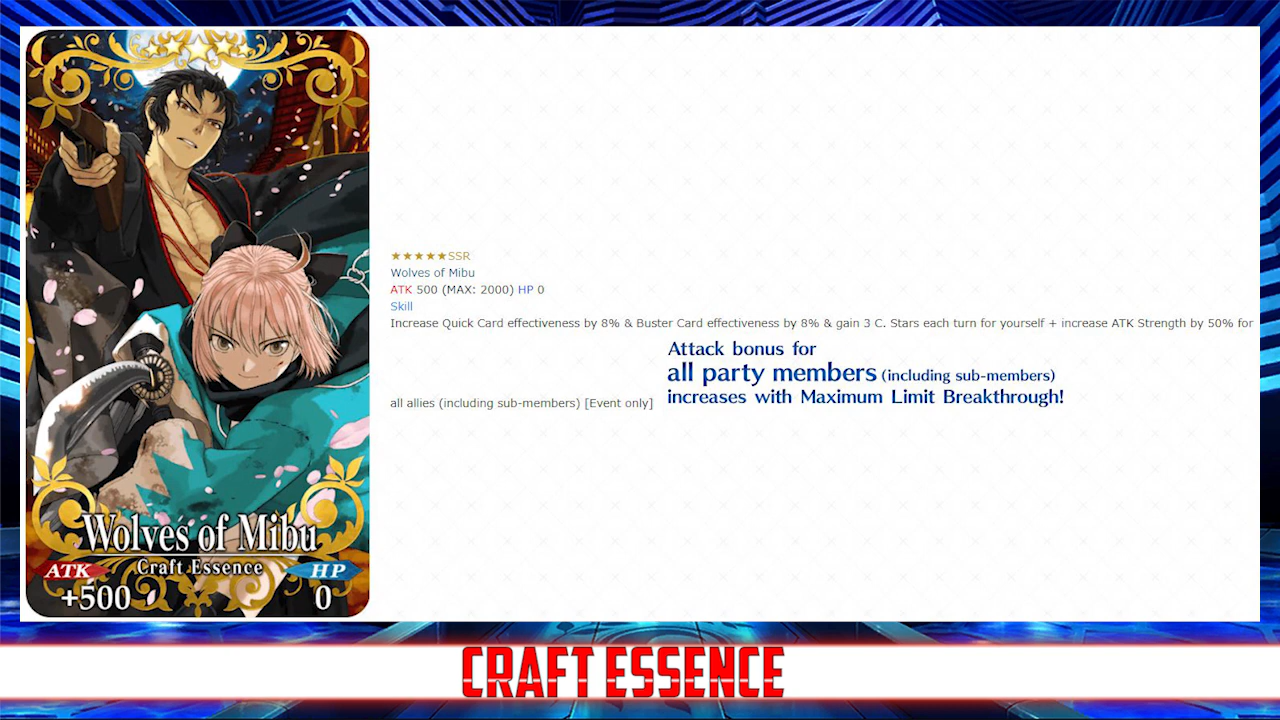 Wolves of Mibu
Craft Essence
ATK
HP
+500
0
★★★★★SSR
Wolves of Mibu
ATK 500 (MAX: 2000) HP 0
Skill
Increase Quick Card effectiveness by 8% & Buster Card effectiveness by 8% & gain 3 C. Stars each turn for yourself + increase ATK Strength by 50% for
all allies (including sub-members) [Event only]
Attack bonus for
all party members (including sub-members)
increases with Maximum Limit Breakthrough!
CRAFT ESSENCE